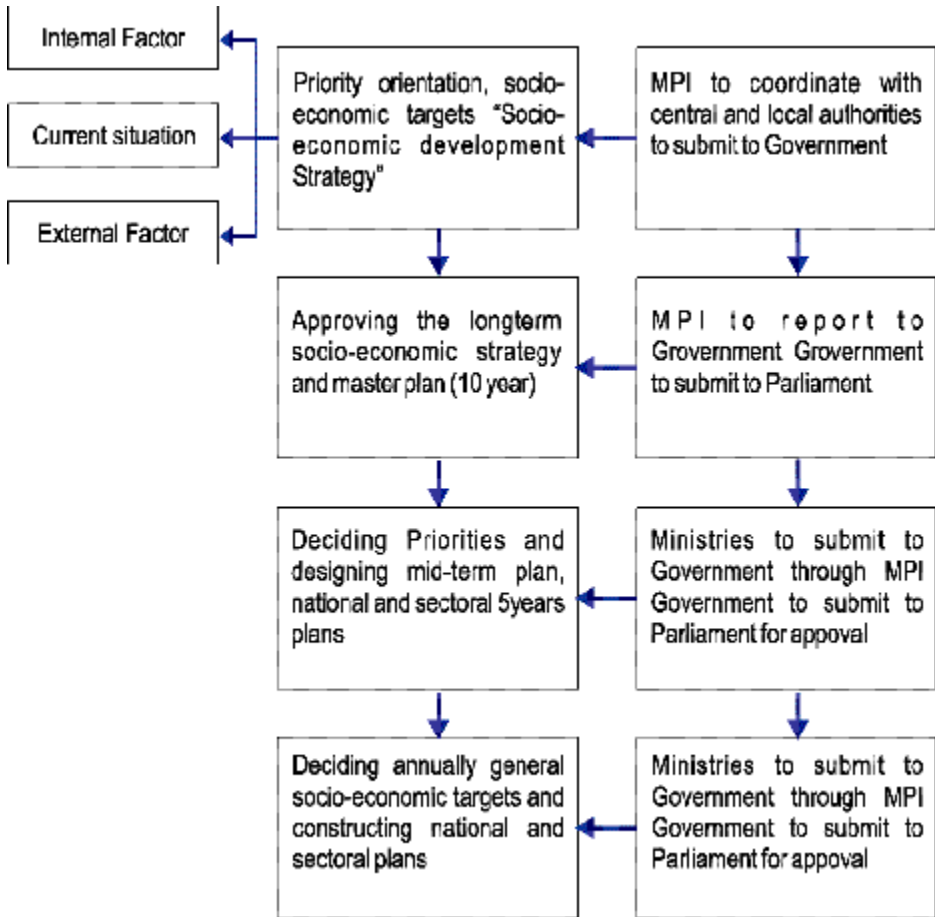 Internal Factor
Current situation
External Factor
Priority orientation, socio-
economic targets "Socio-
economic development
Strategy"
MPI to coordinate with
central and local authorities
to submit to Government
Approving the longterm
socio-economic strategy
and master plan (10 year)
MPI to report to
Grovernment Grovernment
to submit to Parliament
Deciding Priorities and
designing mid-term plan,
national and sectoral 5years
plans
Ministries to submit to
Government through MPI
Government to submit to
Parliament for appoval
Deciding annually general
socio-economic targets and
constructing national and
sectoral plans
Ministries to submit to
Government through MPI
Government to submit to
Parliament for appoval